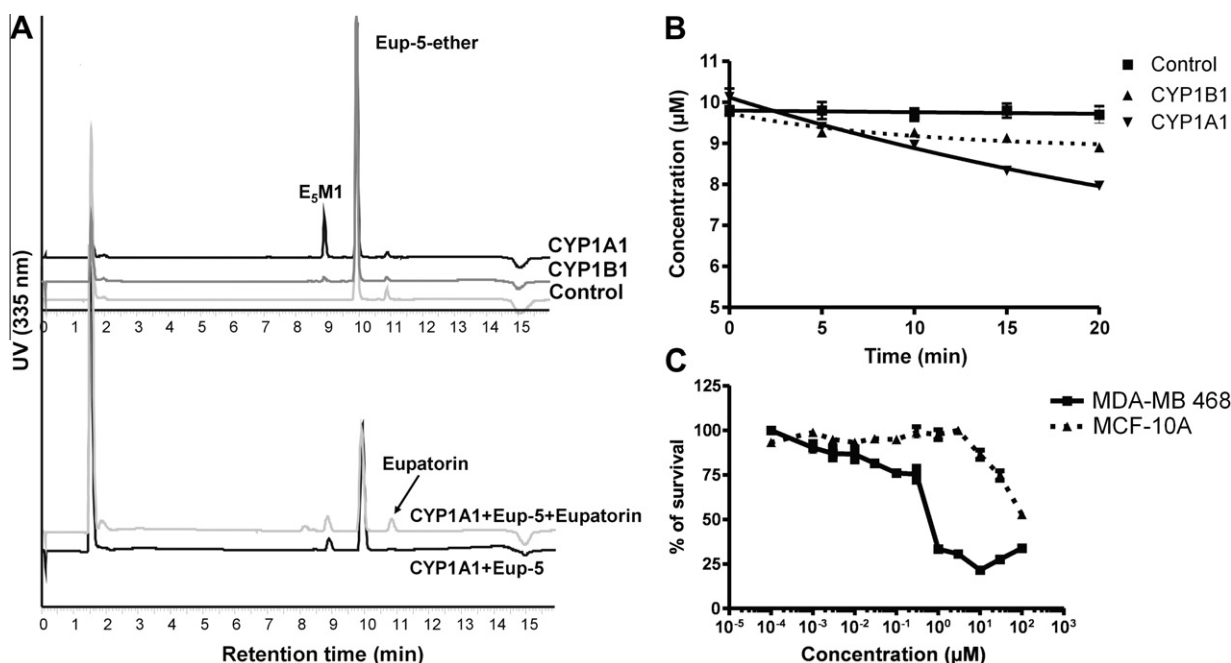 A
Eup-5-ether
E₅M1
CYP1A1
CYP1B1
Control
0 1 2 3 4 5 6 7 8 9 10 11 12 13 14 15
UV (335 nm)
Eupatorin
CYP1A1+Eup-5+Eupatorin
CYP1A1+Eup-5
0 1 2 3 4 5 6 7 8 9 10 11 12 13 14 15
Retention time (min)
B
Control
CYP1B1
CYP1A1
Concentration (µM)
11
10
9
8
7
6
5
0 5 10 15 20
Time (min)
C
MDA-MB 468
MCF-10A
% of survival
125
100
75
50
25
0
10⁻⁵ 10⁻⁴ 10⁻³ 10⁻² 10⁻¹ 10⁰ 10¹ 10² 10³
Concentration (µM)